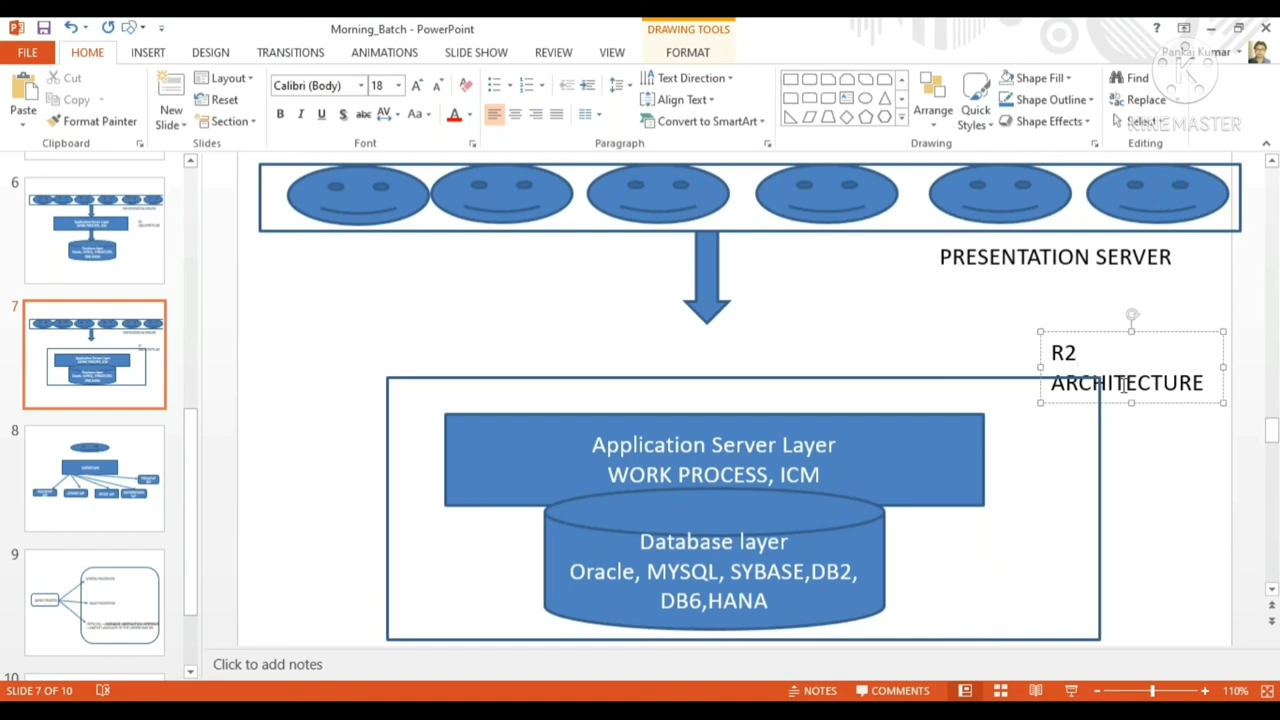 Morning_Batch - PowerPoint
DRAWING TOOLS
FILE HOME INSERT DESIGN TRANSITIONS ANIMATIONS SLIDE SHOW REVIEW VIEW FORMAT
Pankaj Kumar
Paste
Cut
Copy
Format Painter
Clipboard
New
Slide
Layout
Reset
Section
Slides
Calibri (Body) 18
Font
Text Direction
Align Text
Convert to SmartArt
Paragraph
Arrange
Quick
Styles
Shape Fill
Shape Outline
Shape Effects
Drawing
Find
Replace
Select
Editing
KINEMASTER
6
7
8
9
10
PRESENTATION SERVER
R2
ARCHITECTURE
Application Server Layer
WORK PROCESS, ICM
Database layer
Oracle, MYSQL, SYBASE,DB2,
DB6,HANA
Click to add notes
SLIDE 7 OF 10
NOTES
COMMENTS
110%